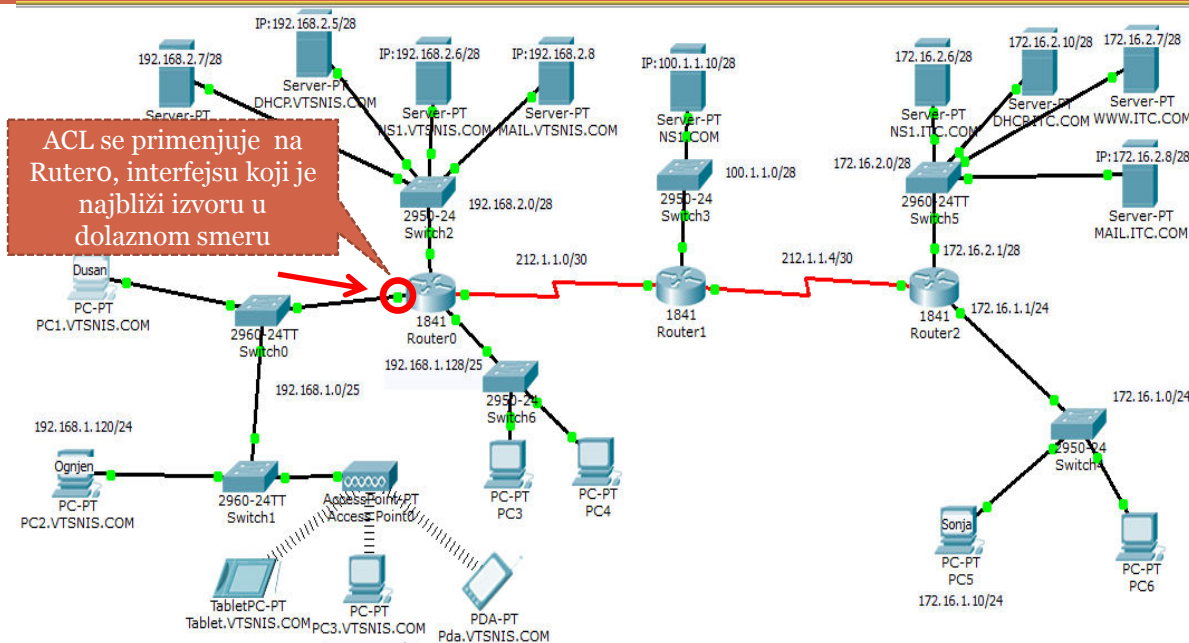 IP:192.168.2.5/28
192.168.2.7/28
IP:192.168.2.6/28
IP:192.168.2.8
IP:100.1.1.10/28
172.16.2.6/28
172.16.2.10/28
172.16.2.7/28
Server-PT
DHCP.VTSNIS.COM
Server-PT
Server-PT
NS1.VTSNIS.COM
Server-PT
MAIL.VTSNIS.COM
Server-PT
NS1.COM
Server-PT
NS1.ITC.COM
Server-PT
DHCP.ITC.COM
Server-PT
WWW.ITC.COM
ACL se primenjuje na
Ruter0, interfejsu koji je
najbliži izvoru u
dolaznom smeru
2950-24
Switch2
192.168.2.0/28
2950-24
Switch3
100.1.1.0/28
172.16.2.0/28
2960-24TT
Switch5
IP:172.16.2.8/28
Server-PT
MAIL.ITC.COM
172.16.2.1/28
212.1.1.0/30
212.1.1.4/30
Dusan
PC-PT
PC1.VTSNIS.COM
2960-24TT
Switch0
1841
Router0
1841
Router1
1841
Router2
172.16.1.1/24
192.168.1.128/25
192.168.1.0/25
2950-24
Switch6
172.16.1.0/24
2950-24
Switch4
192.168.1.120/24
Ognjen
PC-PT
PC2.VTSNIS.COM
2960-24TT
Switch1
AccessPoint-PT
Access Point0
PC-PT
PC3
PC-PT
PC4
Sonja
PC-PT
PC5
172.16.1.10/24
PC-PT
PC6
TabletPC-PT
Tablet.VTSNIS.COM
PC-PT
PC3.VTSNIS.COM
PDA-PT
Pda.VTSNIS.COM